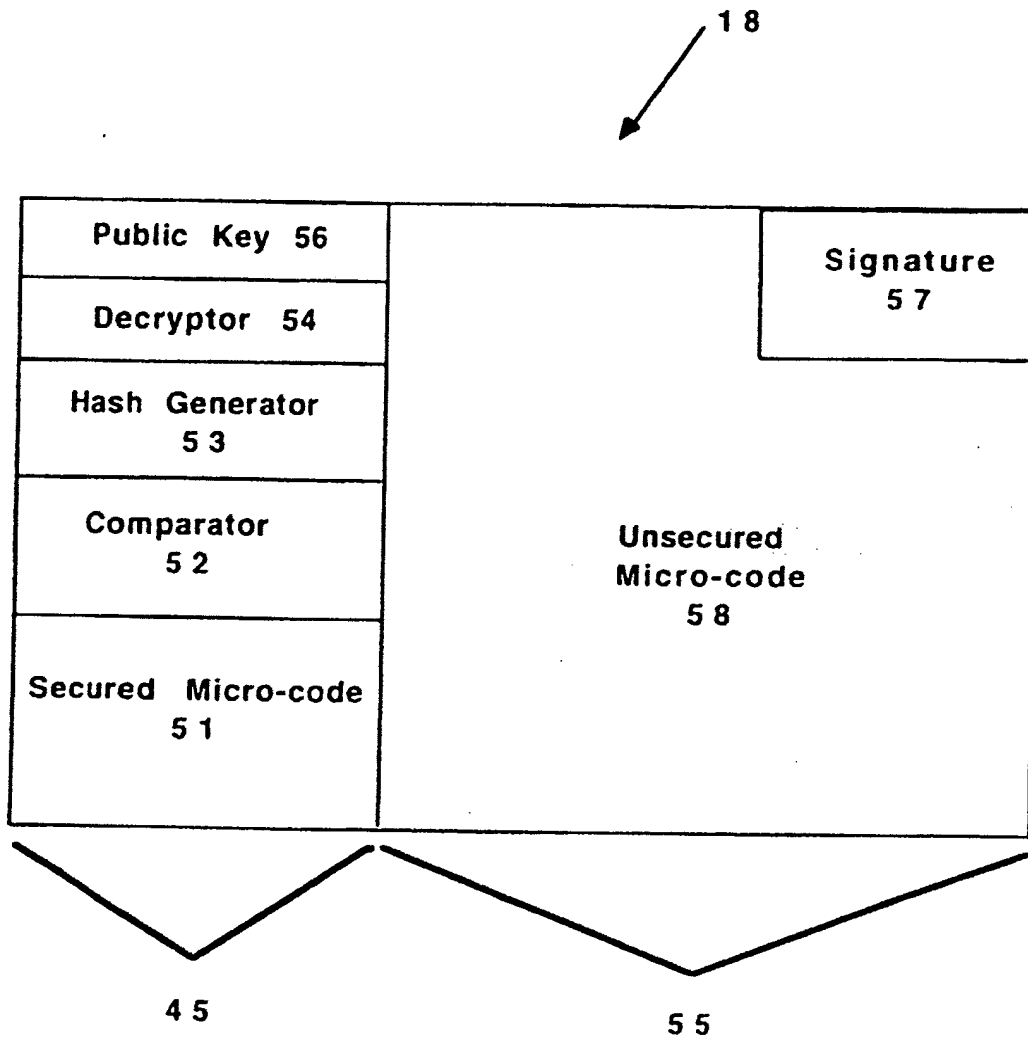 18
Public Key 56
Decryptor 54
Hash Generator
53
Comparator
52
Secured Micro-code
51
Signature
57
Unsecured
Micro-code
58
45
55